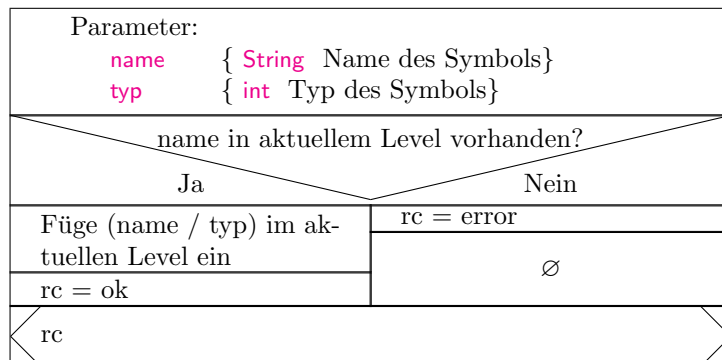 Parameter:
name { String Name des Symbols}
typ { int Typ des Symbols}
name in aktuellem Level vorhanden?
Ja
Nein
Füge (name / typ) im ak-
tuellen Level ein
rc = ok
rc = error
∅
rc